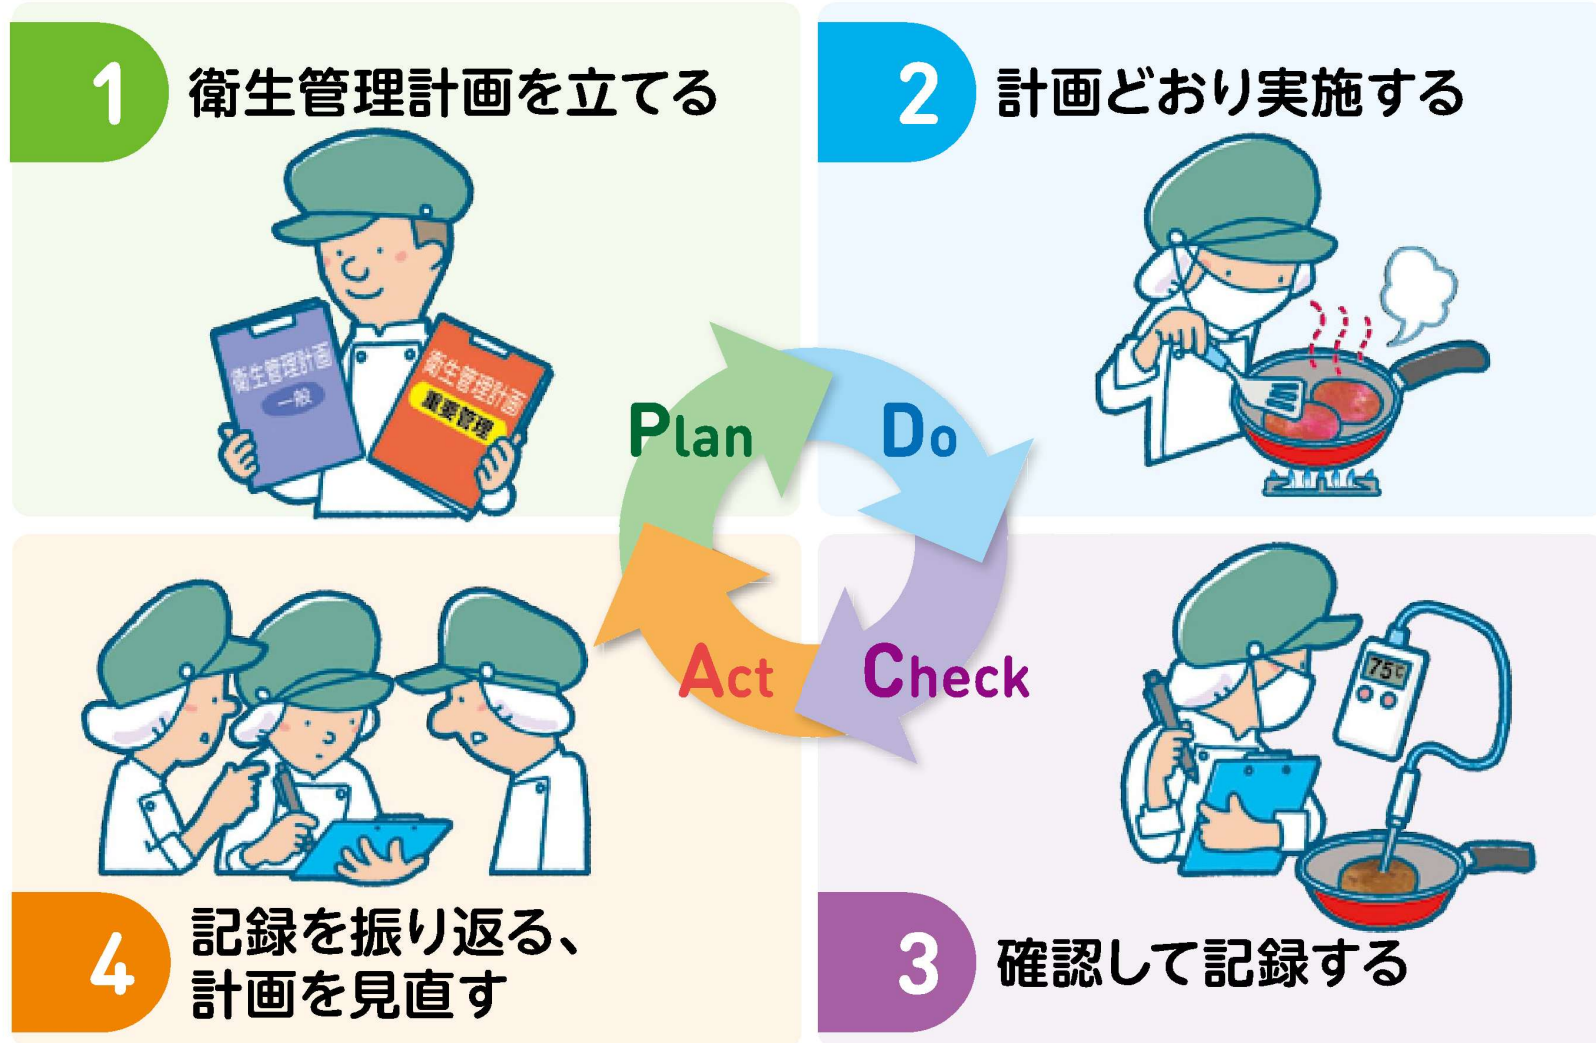 1
衛生管理計画を立てる
衛生管理計画
一般
衛生管理計画
重要管理
2
計画どおり実施する
Plan
Do
Act
Check
75℃
3
確認して記録する
4
記録を振り返る、
計画を見直す